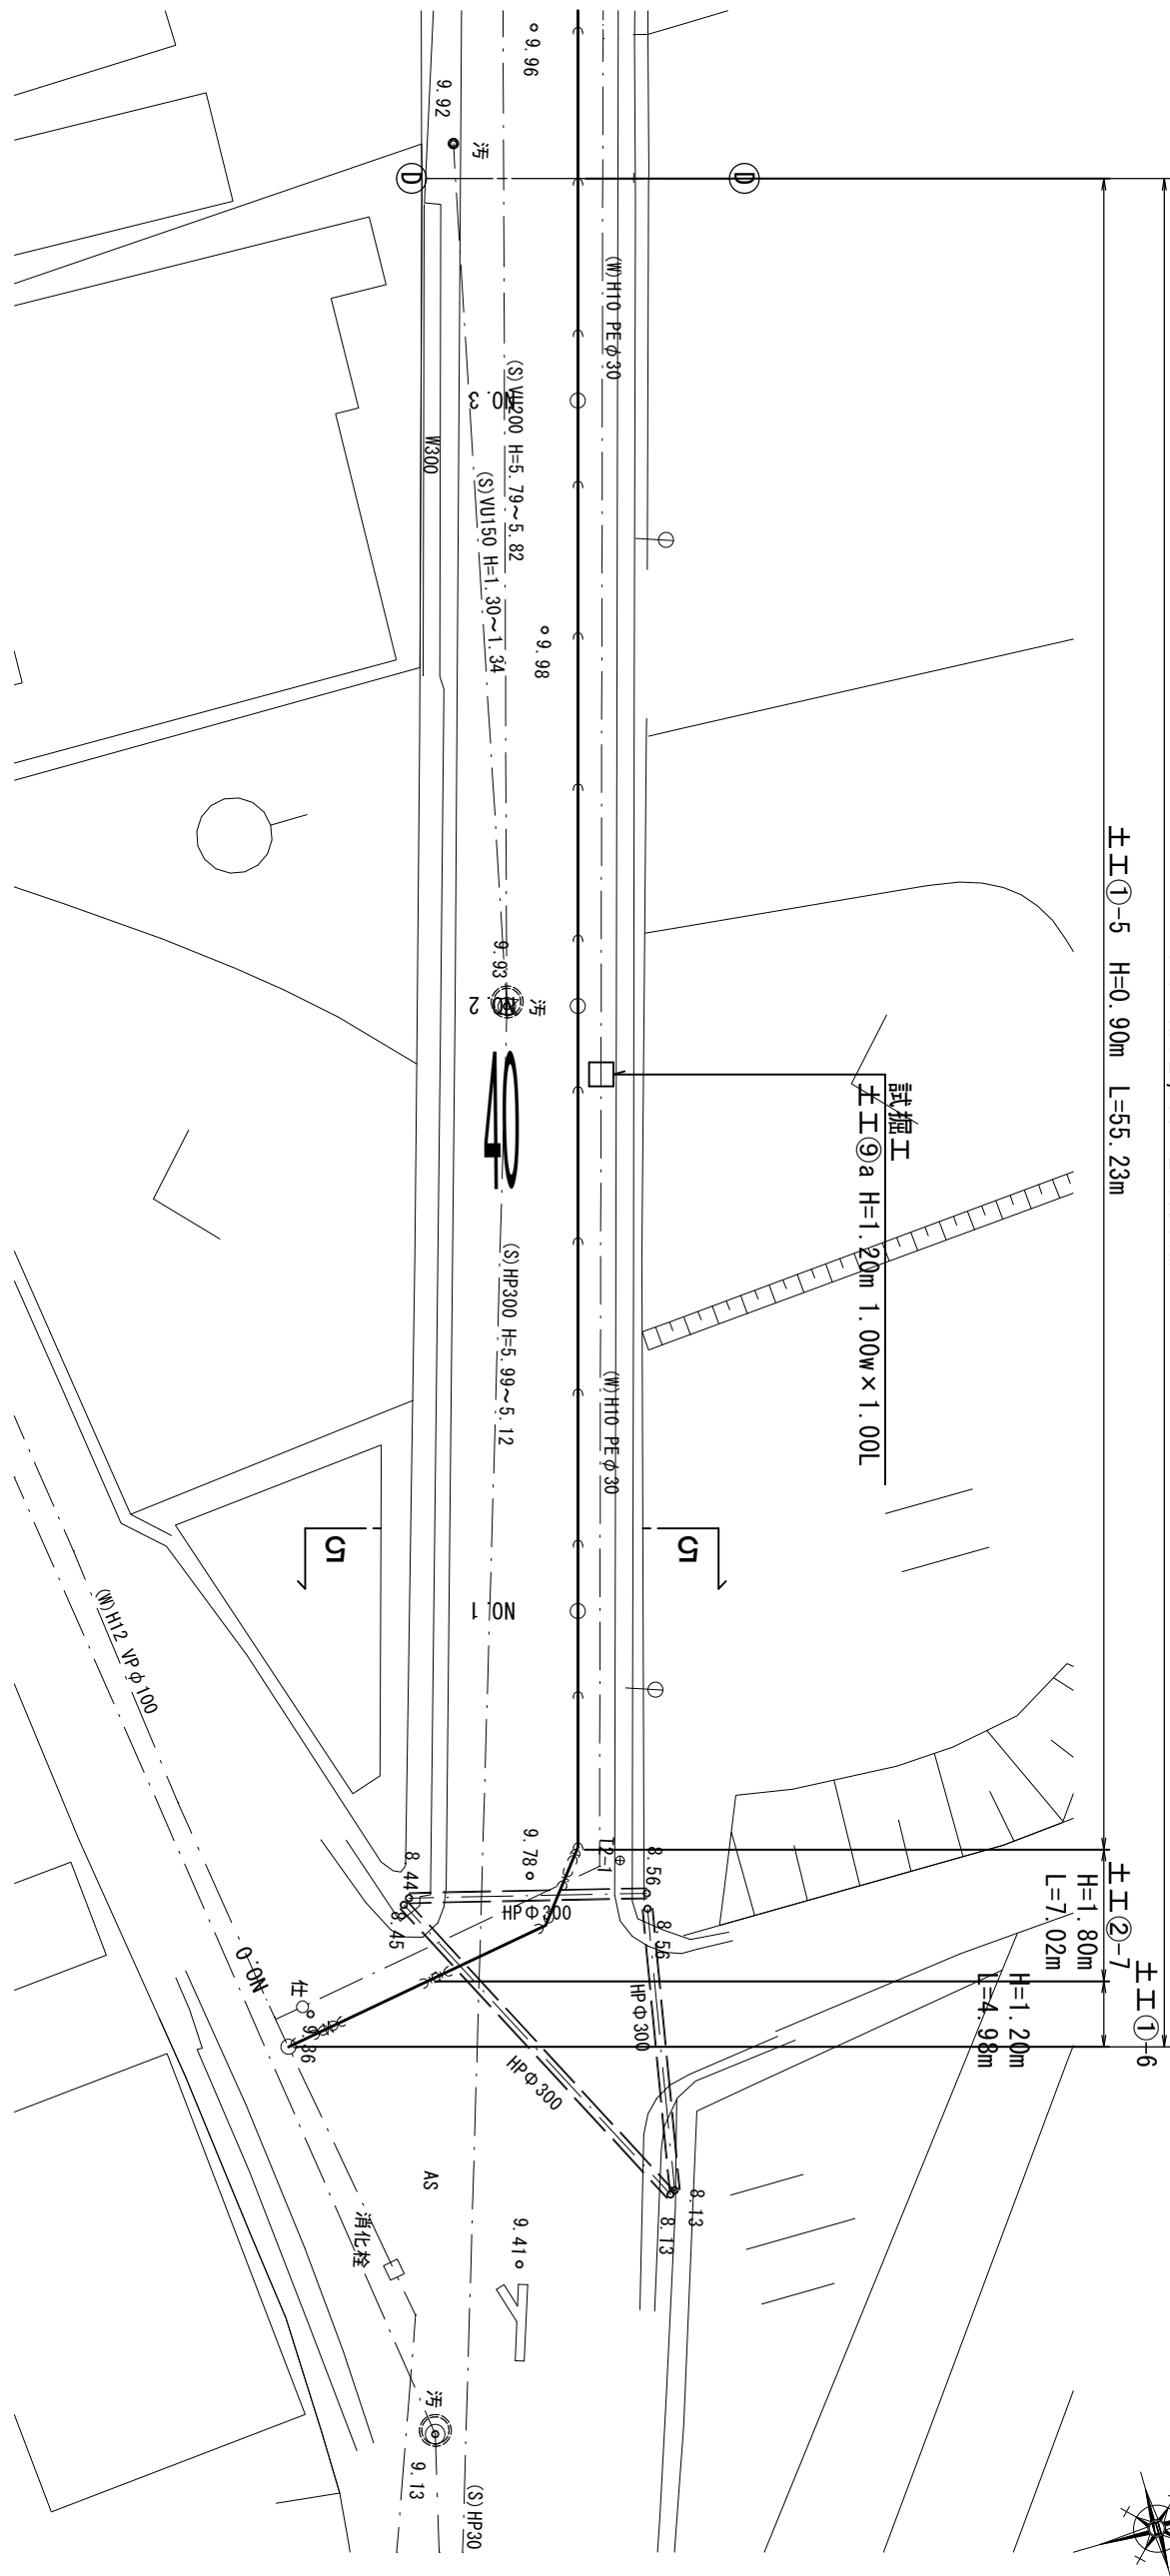 9.96
9.92
汚
D
D
(W)H10 PEφ30
(S)VU200 H=5.79～5.82
NO.3
W300
(S)VU150 H=1.30～1.34
9.98
土工①-5 H=0.90m L=55.23m
9.93
NO.2
汚
試掘工
土工⑨a H=1.20m 1.00w×1.00L
40
(S)HP300 H=5.99～5.12
(W)H10 PEφ30
5
5
NO.1
(W)H12 VPφ100
9.78
T2-1
8.56
8.44
8.45
HPΦ300
8.56
土工②-7
H=1.80m
L=7.02m
土工①-6
H=1.20m
L=4.98m
NO.0
仕
9.36
HPΦ300
HPΦ300
AS
8.13
8.13
消化栓
9.41
汚
9.13
(S)HP30